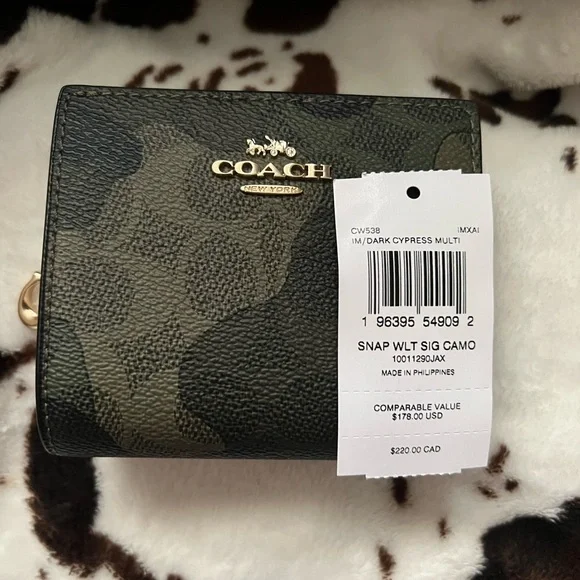 COACH
NEW YORK
CW538 IMXAI
IM/DARK CYPRESS MULTI
1 96395 54909 2
SNAP WLT SIG CAMO
10011290JAX
MADE IN PHILIPPINES
COMPARABLE VALUE
$178.00 USD
$220.00 CAD